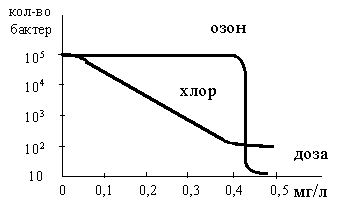 кол-во
бактер
озон
10⁵
хлор
10⁴
10³
10²
доза
10
0 0,1 0,2 0,3 0,4 0,5 мг/л